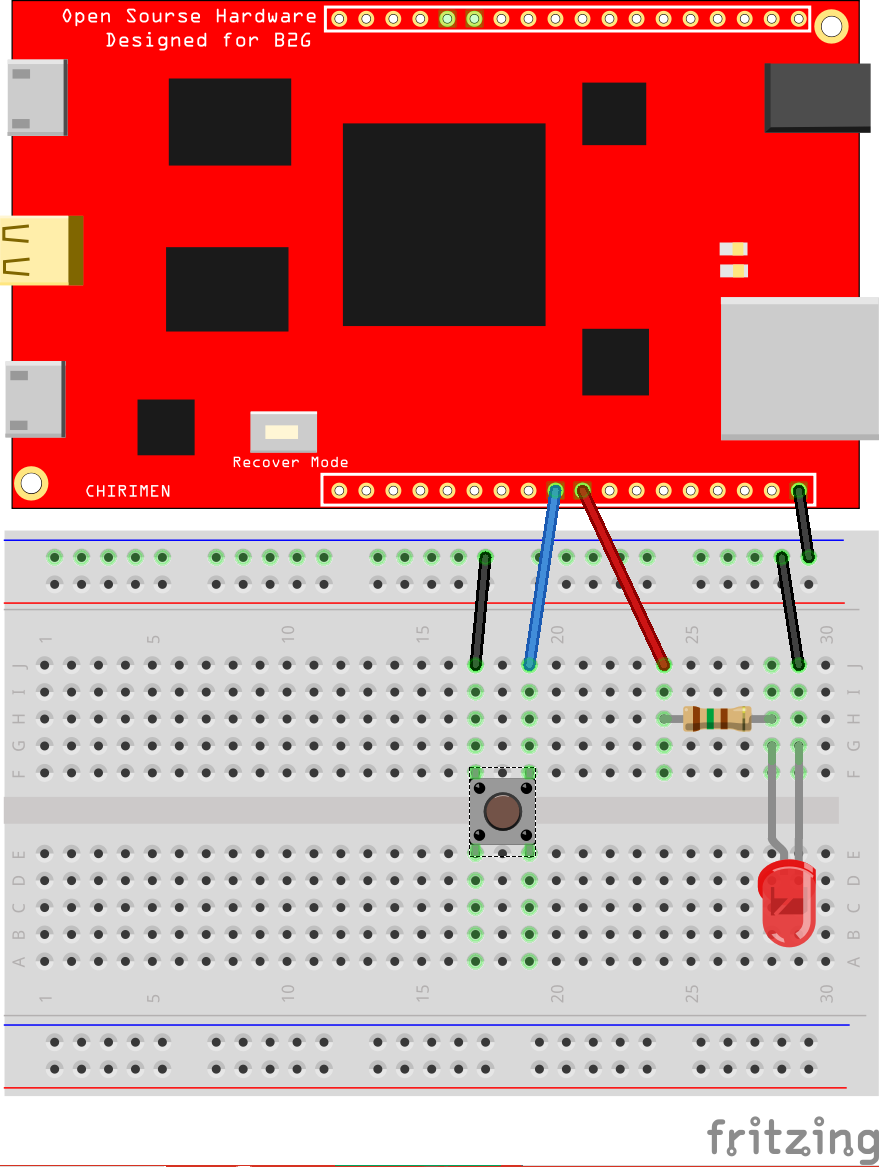 Open Sourse Hardware
Designed for B2G
Recover Mode
CHIRIMEN
1 5 10 15 20 25 30
J J
I I
H H
G G
F F
E E
D D
C C
B B
A A
1 5 10 15 20 25 30
fritzing